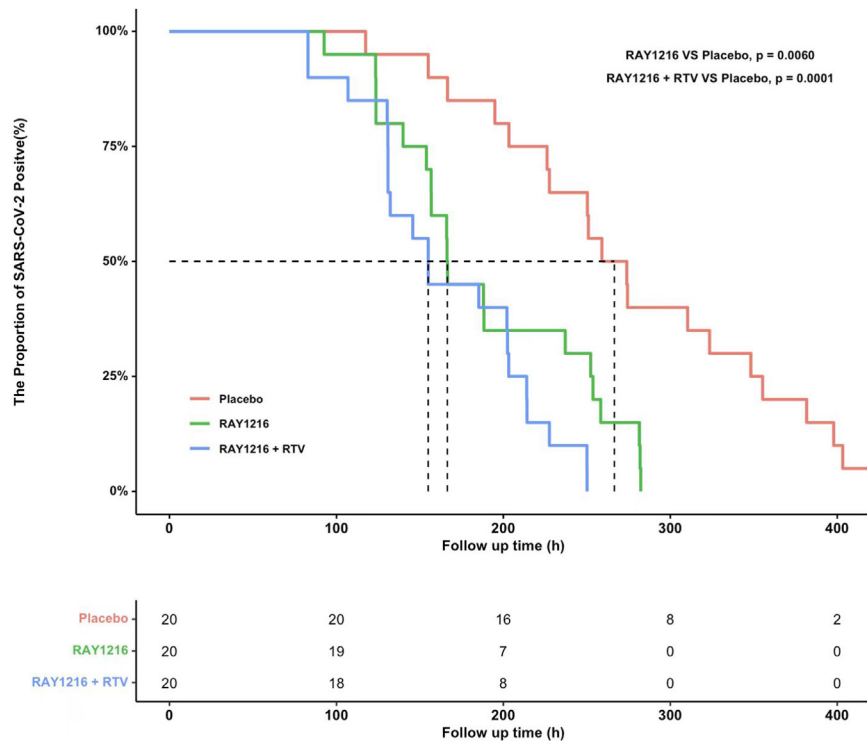 100%
75%
50%
25%
0%
The Proportion of SARS-CoV-2 Positve(%)
RAY1216 VS Placebo, p = 0.0060
RAY1216 + RTV VS Placebo, p = 0.0001
Placebo
RAY1216
RAY1216 + RTV
0 100 200 300 400
Follow up time (h)
Placebo 20 20 16 8 2
RAY1216 20 19 7 0 0
RAY1216 + RTV 20 18 8 0 0
0 100 200 300 400
Follow up time (h)